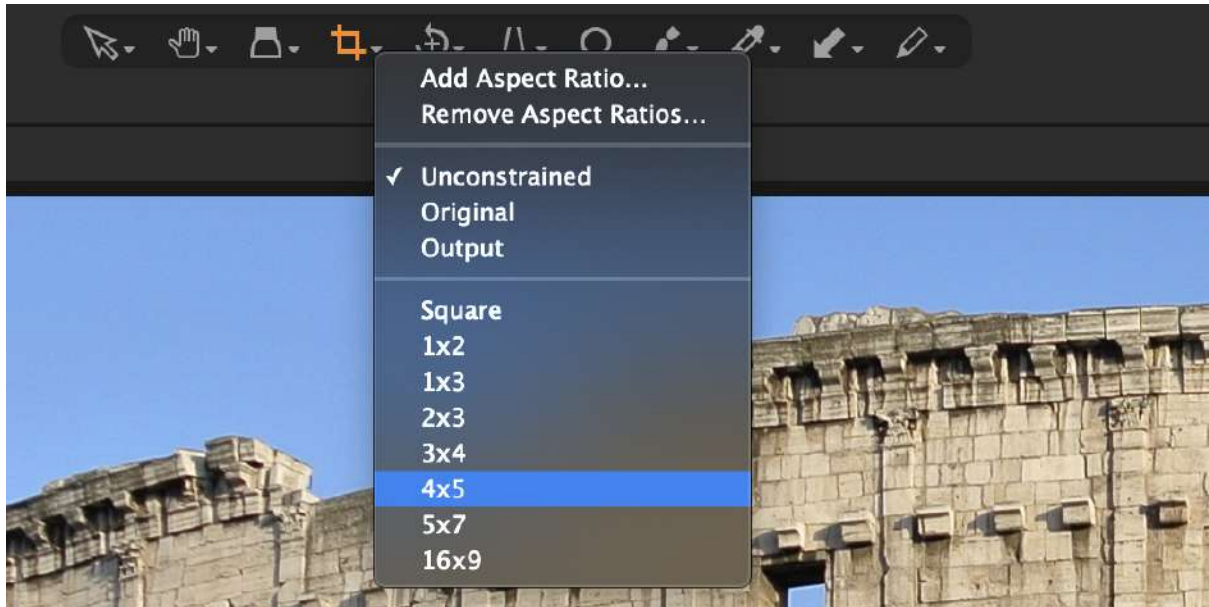 Add Aspect Ratio...
Remove Aspect Ratios...
Unconstrained
Original
Output
Square
1x2
1x3
2x3
3x4
4x5
5x7
16x9